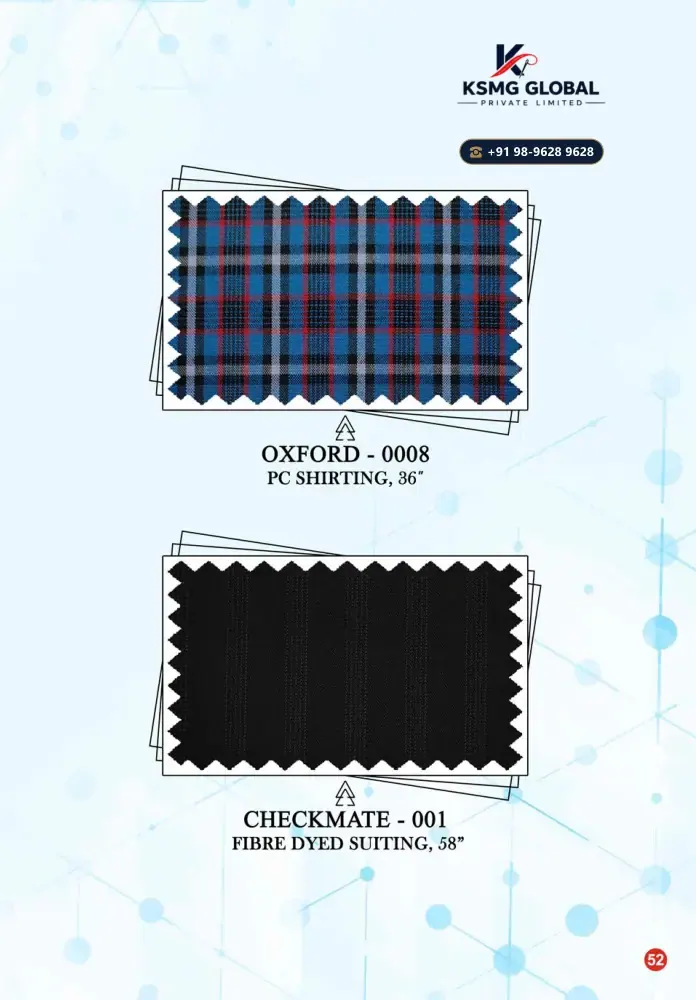 KSMG GLOBAL
PRIVATE LIMITED
+91 98-9628 9628
OXFORD - 0008
PC SHIRTING, 36"
CHECKMATE - 001
FIBRE DYED SUITING, 58”
52